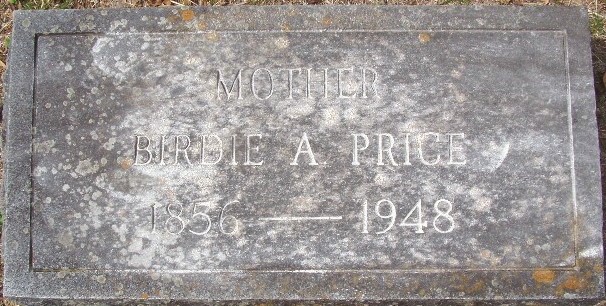 MOTHER
BIRDIE A. PRICE
1856 — 1948